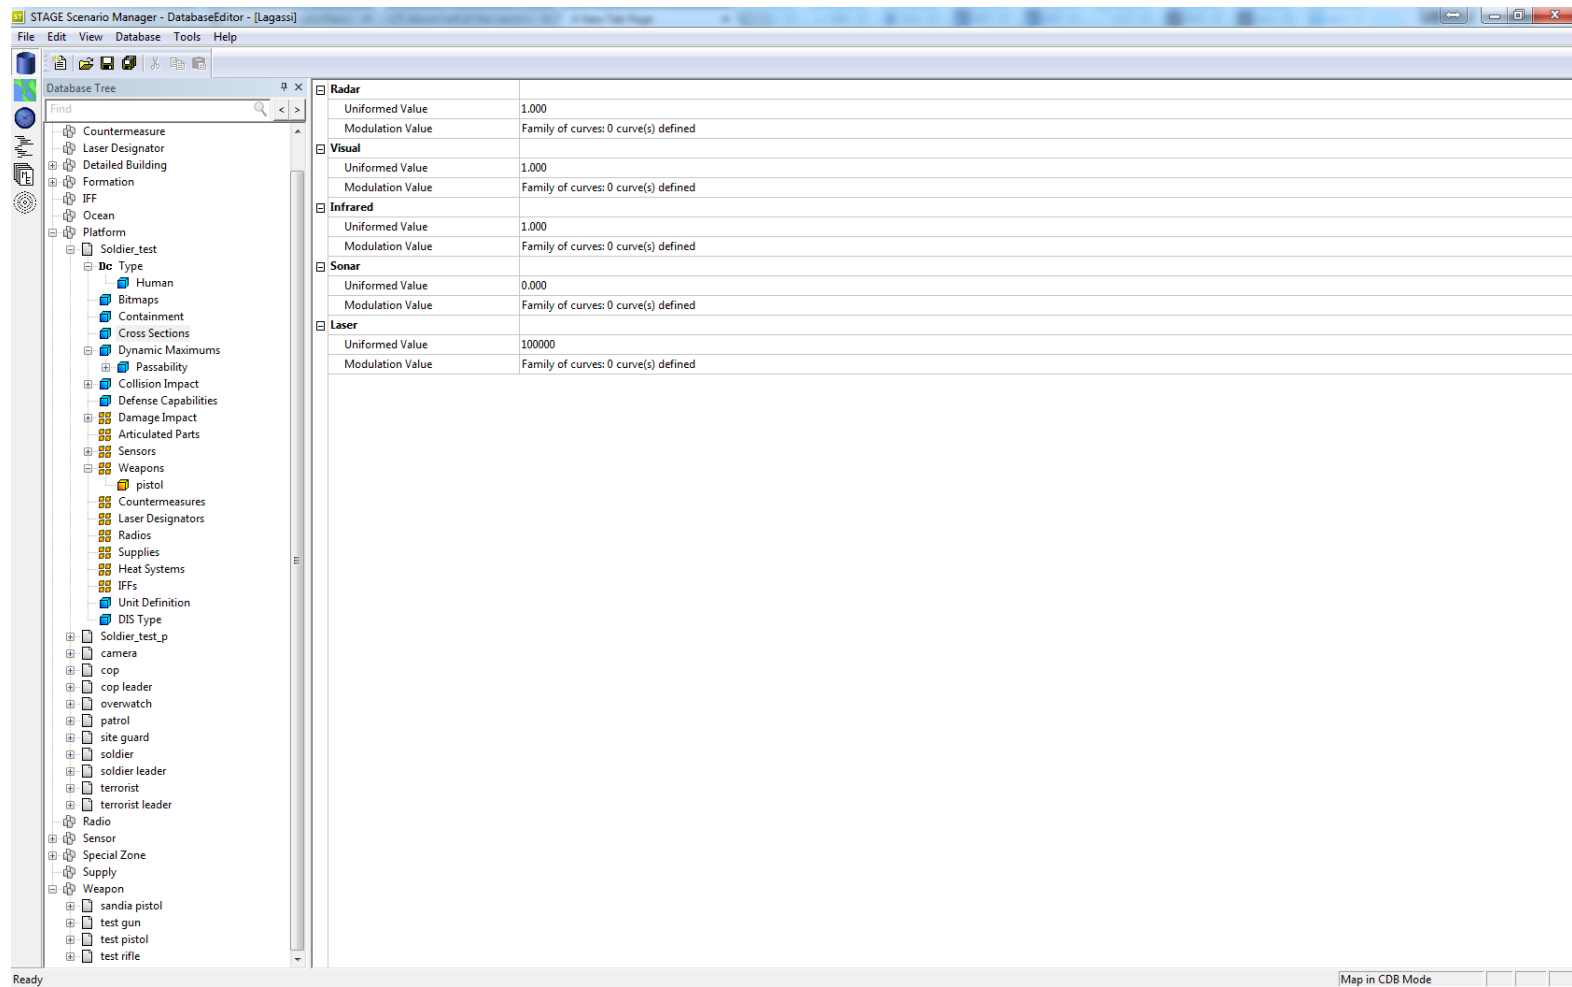 STAGE Scenario Manager - DatabaseEditor - [Lagassi]
File Edit View Database Tools Help
Database Tree
Find
Countermeasure
Laser Designator
Detailed Building
Formation
IFF
Ocean
Platform
Soldier_test
Dc Type
Human
Bitmaps
Containment
Cross Sections
Dynamic Maximums
Passability
Collision Impact
Defense Capabilities
Damage Impact
Articulated Parts
Sensors
Weapons
pistol
Countermeasures
Laser Designators
Radios
Supplies
Heat Systems
IFFs
Unit Definition
DIS Type
Soldier_test_p
camera
cop
cop leader
overwatch
patrol
site guard
soldier
soldier leader
terrorist
terrorist leader
Radio
Sensor
Special Zone
Supply
Weapon
sandia pistol
test gun
test pistol
test rifle
Radar
Uniformed Value 1.000
Modulation Value Family of curves: 0 curve(s) defined
Visual
Uniformed Value 1.000
Modulation Value Family of curves: 0 curve(s) defined
Infrared
Uniformed Value 1.000
Modulation Value Family of curves: 0 curve(s) defined
Sonar
Uniformed Value 0.000
Modulation Value Family of curves: 0 curve(s) defined
Laser
Uniformed Value 100000
Modulation Value Family of curves: 0 curve(s) defined
Ready
Map in CDB Mode